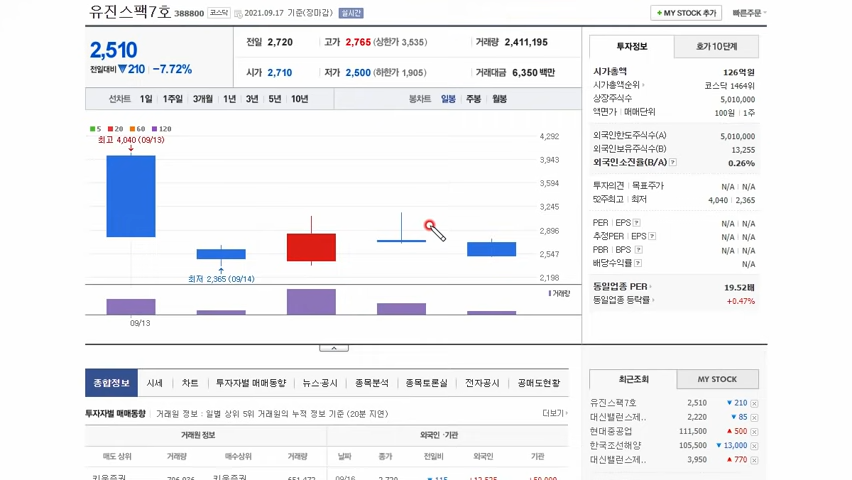 유진스팩7호 388800 코스닥 2021.09.17 기준(장마감) 실시간
+ MY STOCK 추가 빠른주문
2,510
전일대비 ▼210 -7.72%
전일 2,720 고가 2,765 (상한가 3,535) 거래량 2,411,195
시가 2,710 저가 2,500 (하한가 1,905) 거래대금 6,350 백만
선차트 1일 1주일 3개월 1년 3년 5년 10년 봉차트 일봉 주봉 월봉
5 20 60 120
최고 4,040 (09/13)
최저 2,365 (09/14)
4,292
3,943
3,594
3,245
2,896
2,547
2,198
거래량
09/13
투자정보 호가 10단계
시가총액 126억원
시가총액순위 코스닥 1464위
상장주식수 5,010,000
액면가 매매단위 100원 1주
외국인한도주식수(A) 5,010,000
외국인보유주식수(B) 13,255
외국인소진율(B/A) ? 0.26%
투자의견 목표주가 N/A N/A
52주최고 최저 4,040 2,365
PER EPS ? N/A N/A
추정PER EPS ? N/A N/A
PBR BPS ? N/A N/A
배당수익률 ? N/A
동일업종 PER 19.52배
동일업종 등락률 +0.47%
종합정보 시세 차트 투자자별 매매동향 뉴스·공시 종목분석 종목토론실 전자공시 공매도현황
투자자별 매매동향 거래원 정보 : 일별 상위 5위 거래원의 누적 정보 기준 (20분 지연) 더보기
거래원 정보 외국인·기관
매도 상위 거래량 매수상위 거래량 날짜 종가 전일비 외국인 기관
키움증권 키움증권 651,472 09/16 2,720 ▼115
최근조회 MY STOCK
유진스팩7호 2,510 ▼ 210
대신밸런스제.. 2,220 ▼ 85
현대중공업 111,500 ▲ 500
한국조선해양 105,500 ▼ 13,000
대신밸런스제.. 3,950 ▲ 770